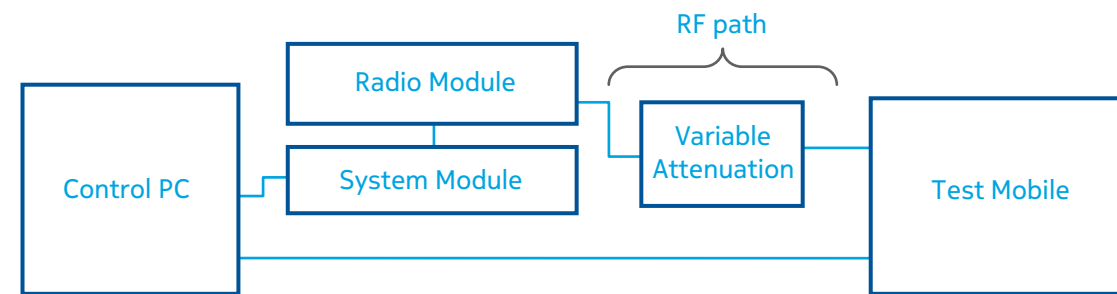 RF path
Radio Module
Variable
Attenuation
Control PC
System Module
Test Mobile